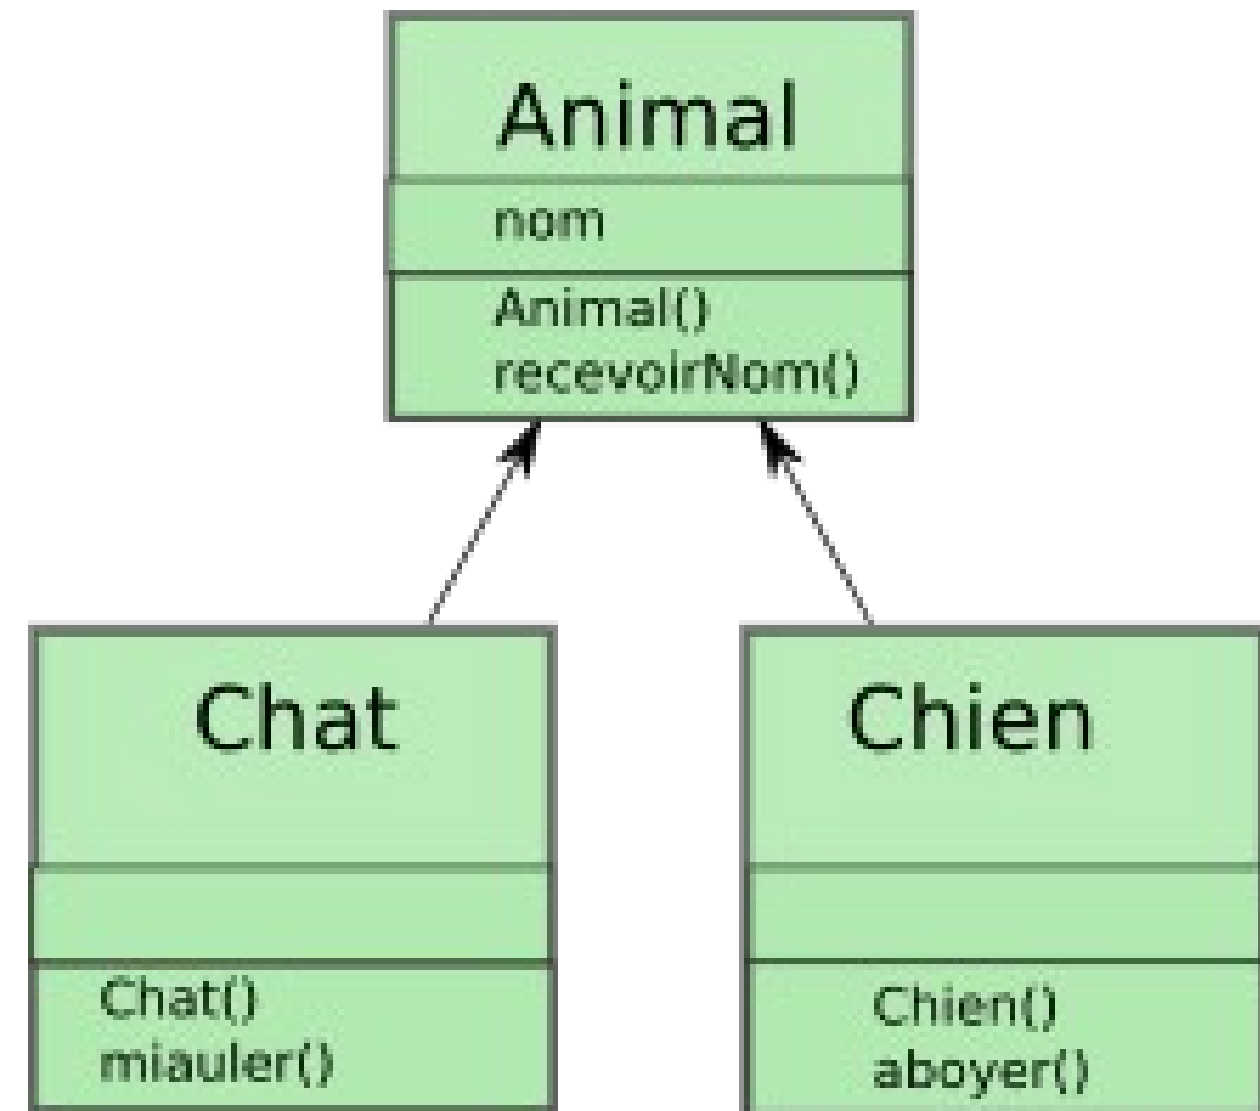 Animal
nom
Animal()
recevoirNom()
Chat
Chat()
miauler()
Chien
Chien()
aboyer()